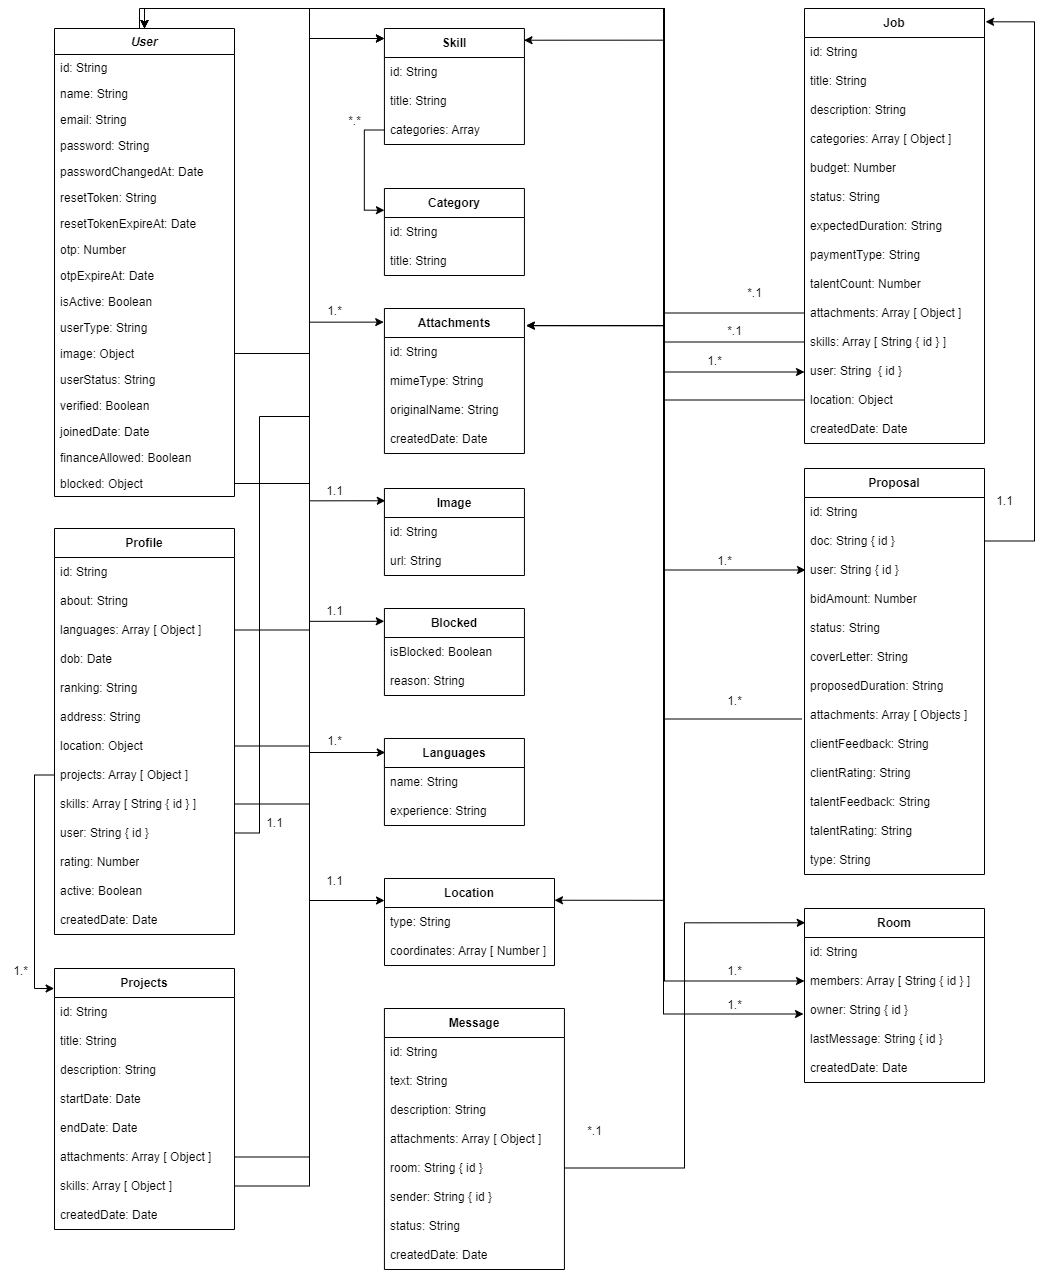 User
id: String
name: String
email: String
password: String
passwordChangedAt: Date
resetToken: String
resetTokenExpireAt: Date
otp: Number
otpExpireAt: Date
isActive: Boolean
userType: String
image: Object
userStatus: String
verified: Boolean
joinedDate: Date
financeAllowed: Boolean
blocked: Object
Profile
id: String
about: String
languages: Array [ Object ]
dob: Date
ranking: String
address: String
location: Object
projects: Array [ Object ]
skills: Array [ String { id } ]
user: String { id }
1.1
rating: Number
active: Boolean
createdDate: Date
1.*
Projects
id: String
title: String
description: String
startDate: Date
endDate: Date
attachments: Array [ Object ]
skills: Array [ Object ]
createdDate: Date
Skill
id: String
title: String
categories: Array
*.*
Category
id: String
title: String
1.*
Attachments
id: String
mimeType: String
originalName: String
createdDate: Date
1.1
Image
id: String
url: String
1.1
Blocked
isBlocked: Boolean
reason: String
1.*
Languages
name: String
experience: String
1.1
Location
type: String
coordinates: Array [ Number ]
Message
id: String
text: String
description: String
attachments: Array [ Object ]
room: String { id }
sender: String { id }
status: String
createdDate: Date
*.1
Job
id: String
title: String
description: String
categories: Array [ Object ]
budget: Number
status: String
expectedDuration: String
paymentType: String
talentCount: Number
*.1
attachments: Array [ Object ]
*.1
skills: Array [ String { id } ]
1.*
user: String  { id }
location: Object
createdDate: Date
Proposal
1.1
id: String
doc: String { id }
1.*
user: String { id }
bidAmount: Number
status: String
coverLetter: String
proposedDuration: String
1.*
attachments: Array [ Objects ]
clientFeedback: String
clientRating: String
talentFeedback: String
talentRating: String
type: String
Room
id: String
1.*
members: Array [ String { id } ]
1.*
owner: String { id }
lastMessage: String { id }
createdDate: Date